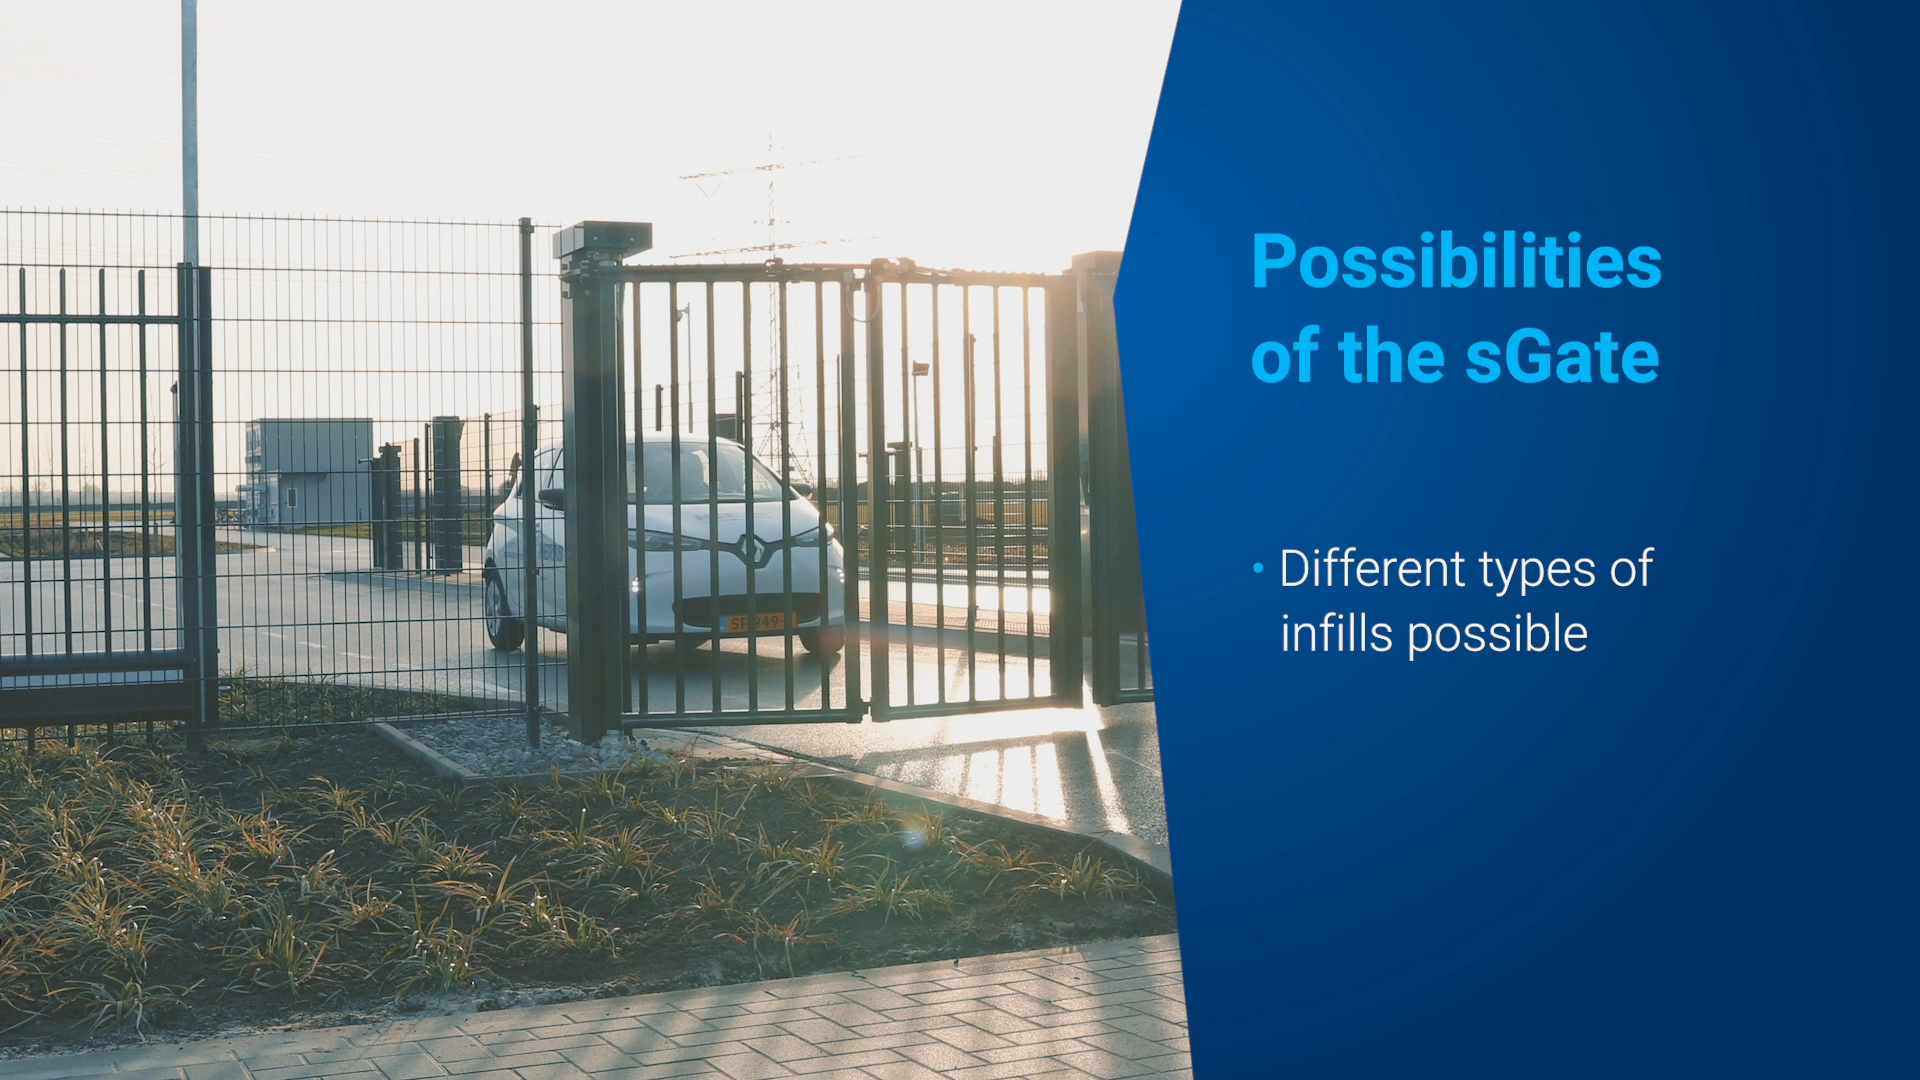 Possibilities
of the sGate
• Different types of
infills possible